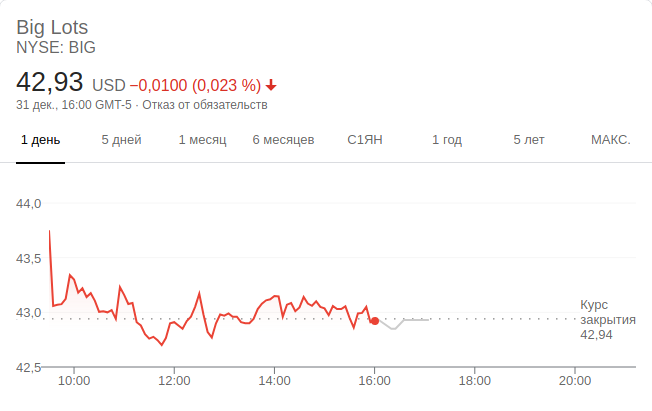 Big Lots
NYSE: BIG
42,93 USD −0,0100 (0,023 %)
31 дек., 16:00 GMT-5 · Отказ от обязательств
1 день 5 дней 1 месяц 6 месяцев С1ЯН 1 год 5 лет МАКС.
44,0
43,5
43,0
42,5
Курс
закрытия
42,94
10:00 12:00 14:00 16:00 18:00 20:00